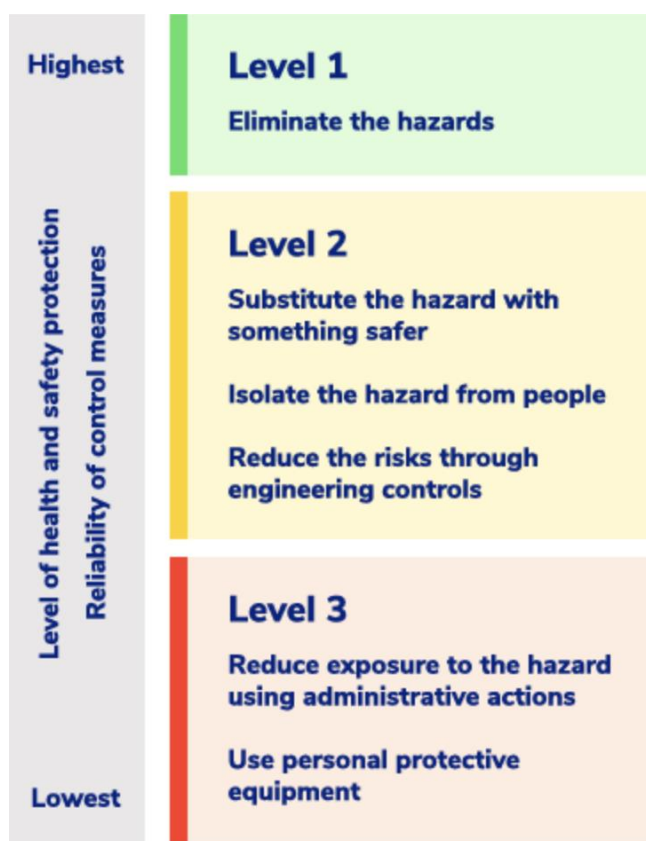 Highest
Level of health and safety protection
Reliability of control measures
Lowest
Level 1
Eliminate the hazards
Level 2
Substitute the hazard with
something safer
Isolate the hazard from people
Reduce the risks through
engineering controls
Level 3
Reduce exposure to the hazard
using administrative actions
Use personal protective
equipment